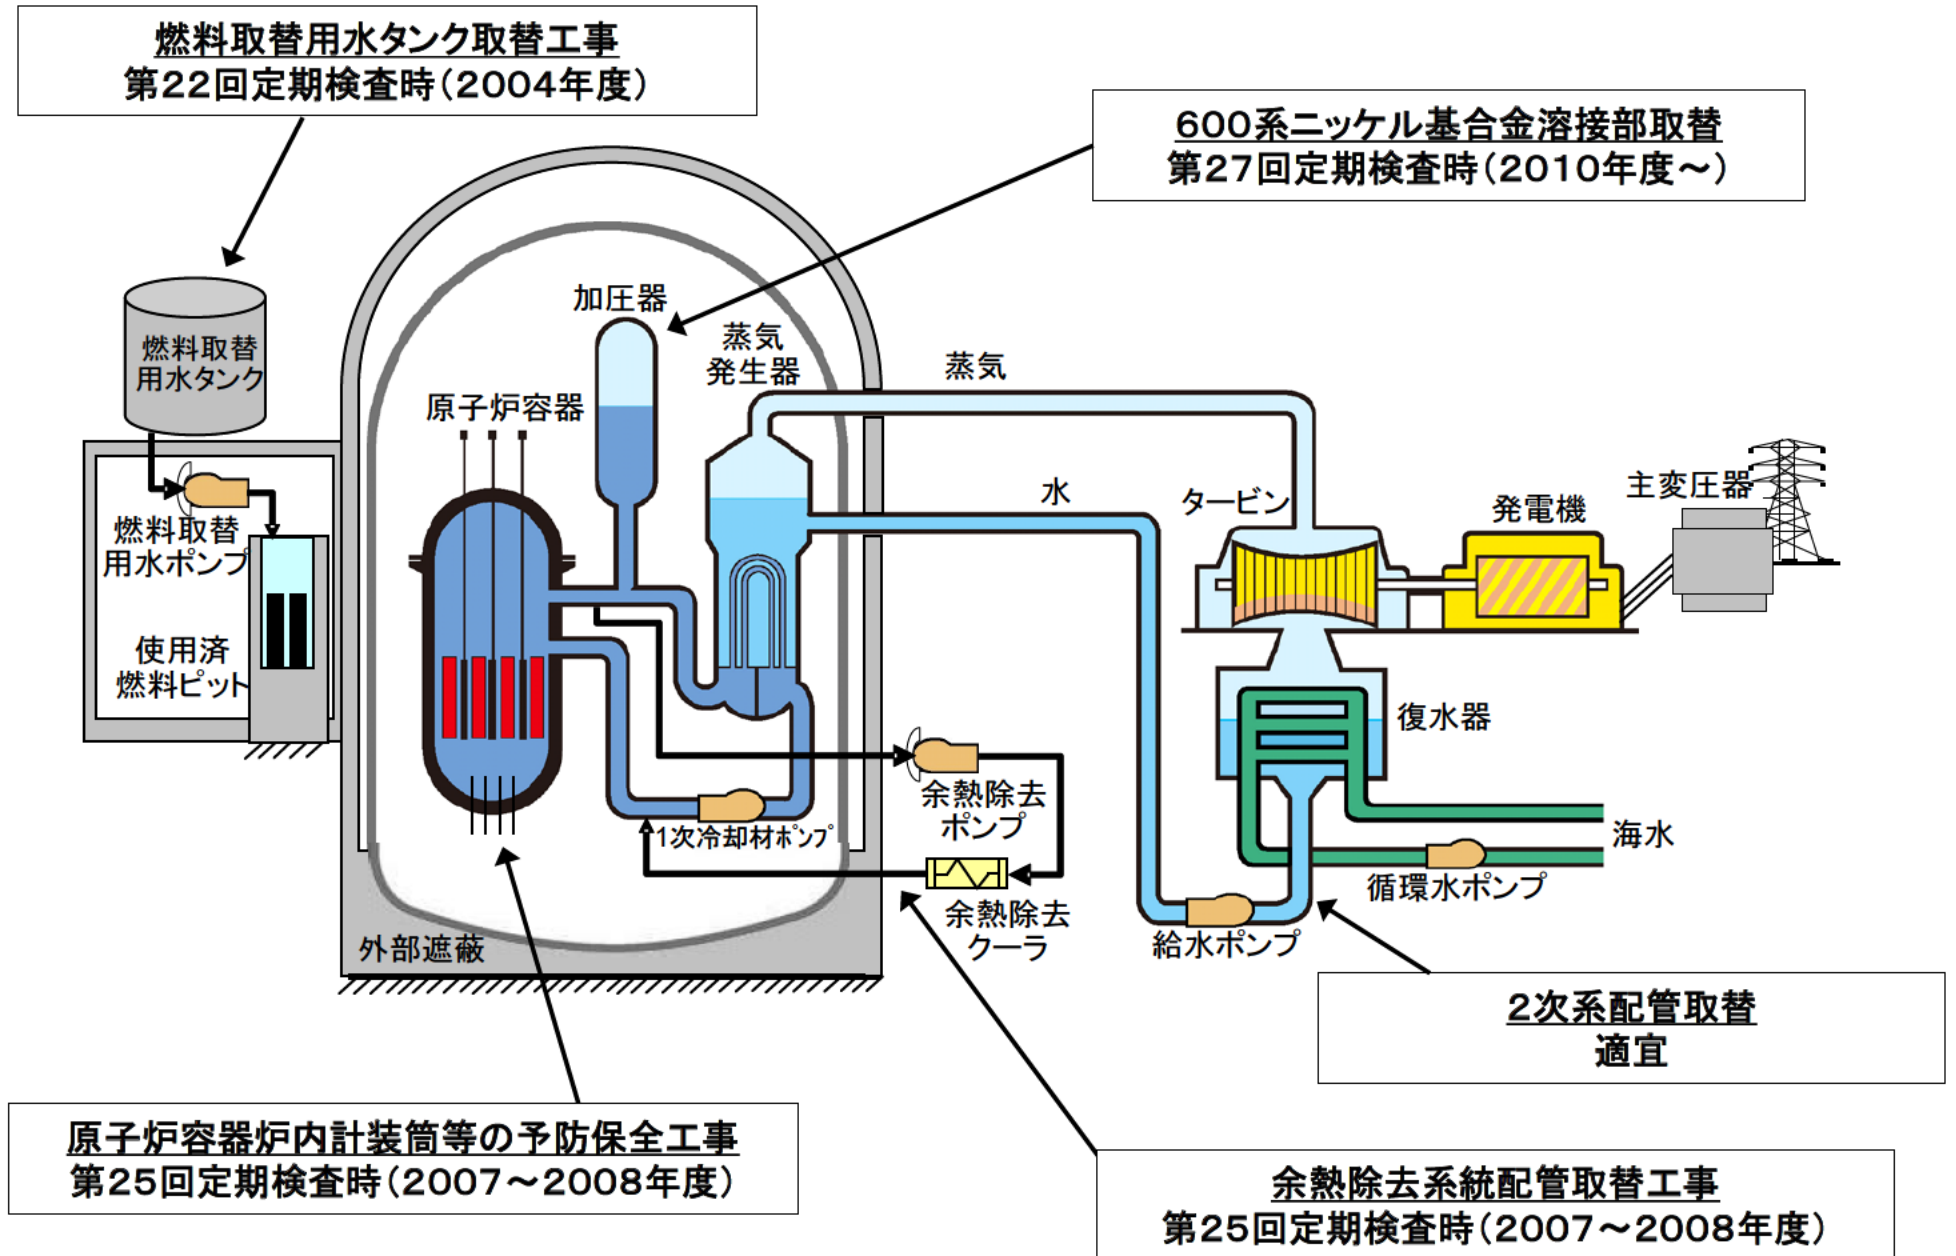 燃料取替用水タンク取替工事
第22回定期検査時(2004年度)
600系ニッケル基合金溶接部取替
第27回定期検査時(2010年度～)
加圧器
蒸気
発生器
蒸気
燃料取替
用水タンク
原子炉容器
水
タービン
発電機
主変圧器
燃料取替
用水ポンプ
使用済
燃料ピット
復水器
余熱除去
ポンプ
1次冷却材ﾎﾟﾝﾌﾟ
海水
循環水ポンプ
余熱除去
クーラ
給水ポンプ
外部遮蔽
2次系配管取替
適宜
原子炉容器炉内計装筒等の予防保全工事
第25回定期検査時(2007～2008年度)
余熱除去系統配管取替工事
第25回定期検査時(2007～2008年度)